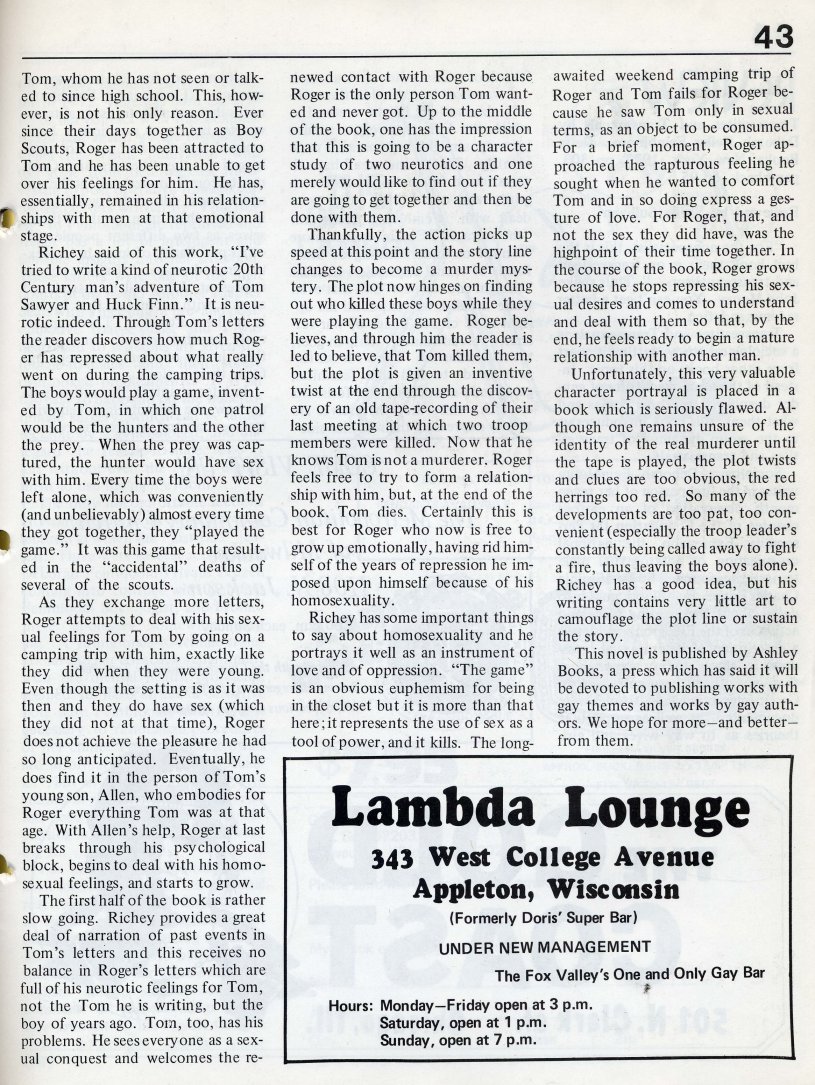 43
Tom, whom he has not seen or talk-
ed to since high school. This, how-
ever, is not his only reason. Ever
since their days together as Boy
Scouts, Roger has been attracted to
Tom and he has been unable to get
over his feelings for him. He has,
essentially, remained in his relation-
ships with men at that emotional
stage.
Richey said of this work, “I’ve
tried to write a kind of neurotic 20th
Century man’s adventure of Tom
Sawyer and Huck Finn.” It is neu-
rotic indeed. Through Tom’s letters
the reader discovers how much Rog-
er has repressed about what really
went on during the camping trips.
The boys would play a game, invent-
ed by Tom, in which one patrol
would be the hunters and the other
the prey. When the prey was cap-
tured, the hunter would have sex
with him. Every time the boys were
left alone, which was conveniently
(and unbelievably) almost every time
they got together, they “played the
game.” It was this game that result-
ed in the “accidental” deaths of
several of the scouts.
As they exchange more letters,
Roger attempts to deal with his sex-
ual feelings for Tom by going on a
camping trip with him, exactly like
they did when they were young.
Even though the setting is as it was
then and they do have sex (which
they did not at that time), Roger
does not achieve the pleasure he had
so long anticipated. Eventually, he
does find it in the person of Tom’s
young son, Allen, who embodies for
Roger everything Tom was at that
age. With Allen’s help, Roger at last
breaks through his psychological
block, begins to deal with his homo-
sexual feelings, and starts to grow.
The first half of the book is rather
slow going. Richey provides a great
deal of narration of past events in
Tom’s letters and this receives no
balance in Roger’s letters which are
full of his neurotic feelings for Tom,
not the Tom he is writing, but the
boy of years ago. Tom, too, has his
problems. He sees everyone as a sex-
ual conquest and welcomes the re-
newed contact with Roger because
Roger is the only person Tom want-
ed and never got. Up to the middle
of the book, one has the impression
that this is going to be a character
study of two neurotics and one
merely would like to find out if they
are going to get together and then be
done with them.
Thankfully, the action picks up
speed at this point and the story line
changes to become a murder mys-
tery. The plot now hinges on finding
out who killed these boys while they
were playing the game. Roger be-
lieves, and through him the reader is
led to believe, that Tom killed them,
but the plot is given an inventive
twist at the end through the discov-
ery of an old tape-recording of their
last meeting at which two troop
members were killed. Now that he
knows Tom is not a murderer. Roger
feels free to try to form a relation-
ship with him, but, at the end of the
book, Tom dies. Certainly this is
best for Roger who now is free to
grow up emotionally, having rid him-
self of the years of repression he im-
posed upon himself because of his
homosexuality.
Richey has some important things
to say about homosexuality and he
portrays it well as an instrument of
love and of oppression. “The game”
is an obvious euphemism for being
in the closet but it is more than that
here; it represents the use of sex as a
tool of power, and it kills. The long-
awaited weekend camping trip of
Roger and Tom fails for Roger be-
cause he saw Tom only in sexual
terms, as an object to be consumed.
For a brief moment, Roger ap-
proached the rapturous feeling he
sought when he wanted to comfort
Tom and in so doing express a ges-
ture of love. For Roger, that, and
not the sex they did have, was the
highpoint of their time together. In
the course of the book, Roger grows
because he stops repressing his sex-
ual desires and comes to understand
and deal with them so that, by the
end, he feels ready to begin a mature
relationship with another man.
Unfortunately, this very valuable
character portrayal is placed in a
book which is seriously flawed. Al-
though one remains unsure of the
identity of the real murderer until
the tape is played, the plot twists
and clues are too obvious, the red
herrings too red. So many of the
developments are too pat, too con-
venient (especially the troop leader’s
constantly being called away to fight
a fire, thus leaving the boys alone).
Richey has a good idea, but his
writing contains very little art to
camouflage the plot line or sustain
the story.
This novel is published by Ashley
Books, a press which has said it will
be devoted to publishing works with
gay themes and works by gay auth-
ors. We hope for more—and better—
from them.
Lambda Lounge
343 West College Avenue
Appleton, Wisconsin
(Formerly Doris’ Super Bar)
UNDER NEW MANAGEMENT
The Fox Valley’s One and Only Gay Bar
Hours: Monday—Friday open at 3 p.m.
Saturday, open at 1 p.m.
Sunday, open at 7 p.m.